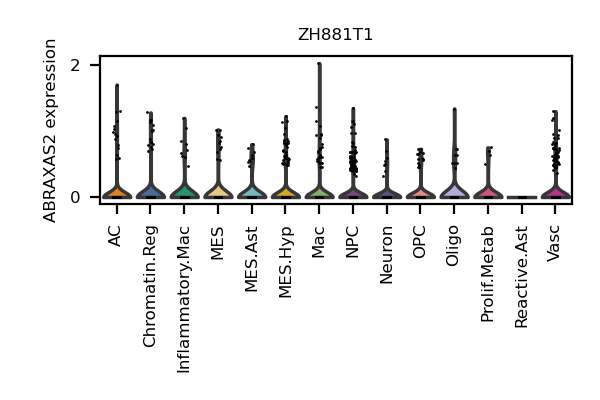 ZH881T1
ABRAXAS2 expression
2
0
AC
Chromatin.Reg
Inflammatory.Mac
MES
MES.Ast
MES.Hyp
Mac
NPC
Neuron
OPC
Oligo
Prolif.Metab
Reactive.Ast
Vasc